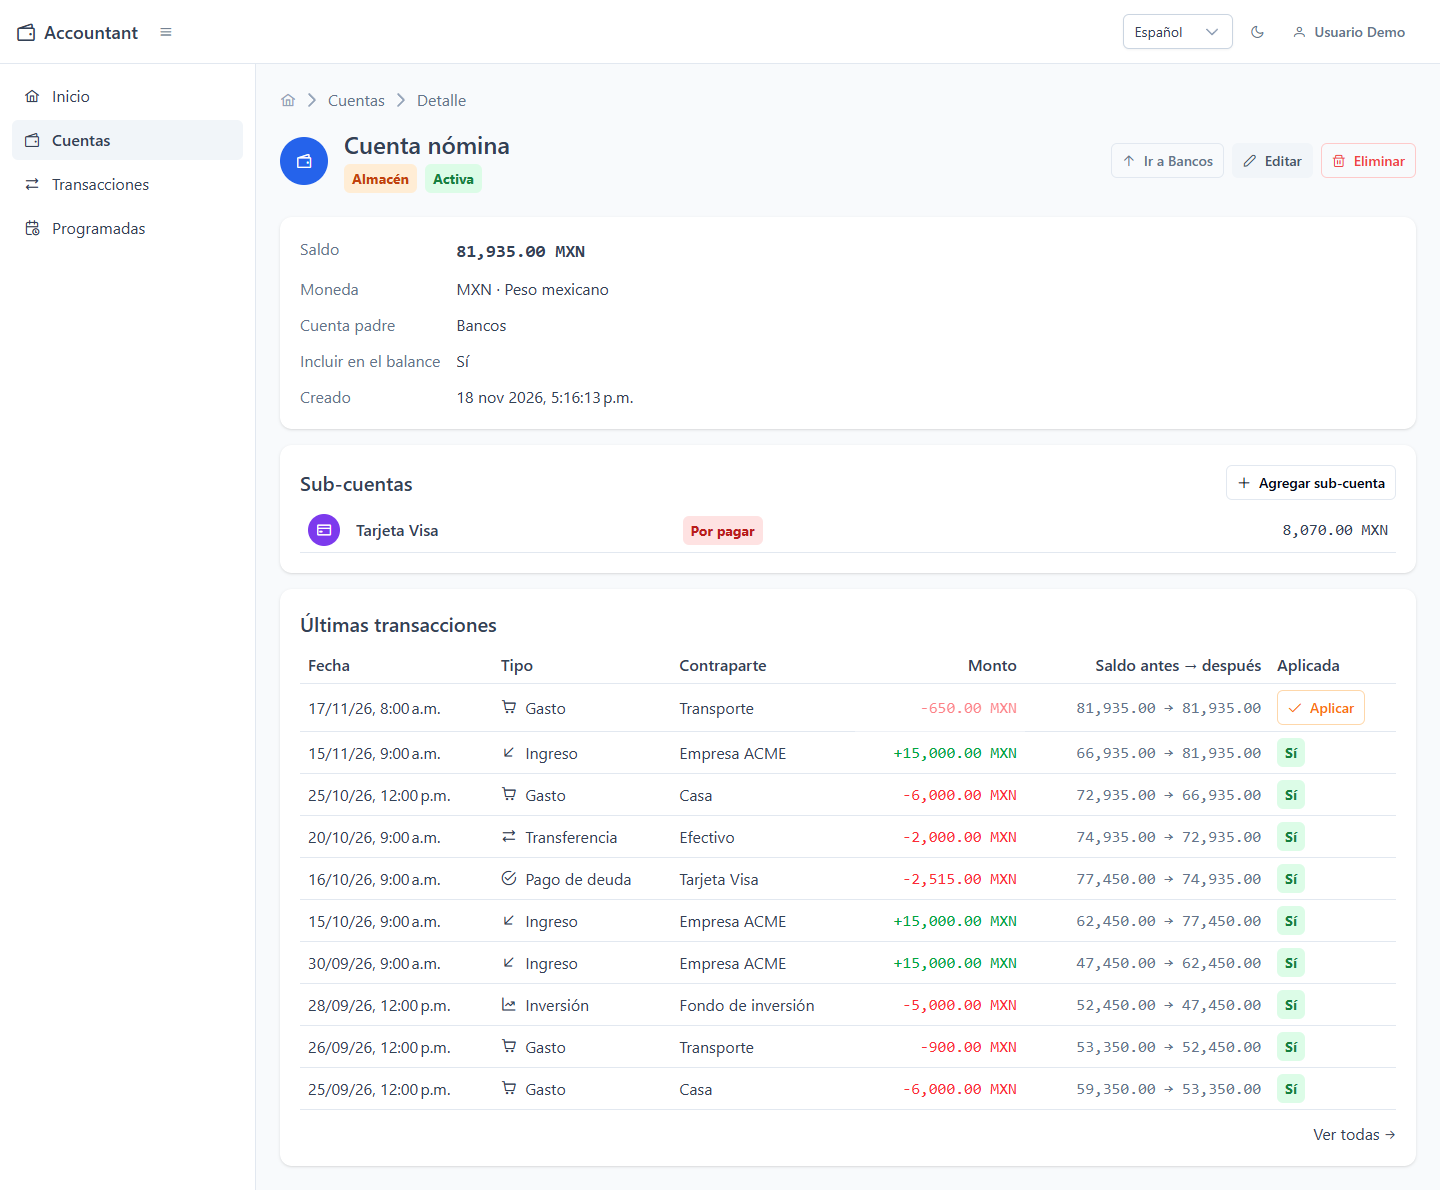 Accountant
Español
Usuario Demo
Inicio
Cuentas
Transacciones
Programadas
Cuentas
Detalle
Cuenta nómina
Almacén
Activa
Ir a Bancos
Editar
Eliminar
Saldo 81,935.00 MXN
Moneda MXN · Peso mexicano
Cuenta padre Bancos
Incluir en el balance Sí
Creado 18 nov 2026, 5:16:13 p.m.
Sub-cuentas
Agregar sub-cuenta
Tarjeta Visa Por pagar 8,070.00 MXN
Últimas transacciones
Fecha Tipo Contraparte Monto Saldo antes → después Aplicada
17/11/26, 8:00 a.m. Gasto Transporte -650.00 MXN 81,935.00 → 81,935.00 Aplicar
15/11/26, 9:00 a.m. Ingreso Empresa ACME +15,000.00 MXN 66,935.00 → 81,935.00 Sí
25/10/26, 12:00 p.m. Gasto Casa -6,000.00 MXN 72,935.00 → 66,935.00 Sí
20/10/26, 9:00 a.m. Transferencia Efectivo -2,000.00 MXN 74,935.00 → 72,935.00 Sí
16/10/26, 9:00 a.m. Pago de deuda Tarjeta Visa -2,515.00 MXN 77,450.00 → 74,935.00 Sí
15/10/26, 9:00 a.m. Ingreso Empresa ACME +15,000.00 MXN 62,450.00 → 77,450.00 Sí
30/09/26, 9:00 a.m. Ingreso Empresa ACME +15,000.00 MXN 47,450.00 → 62,450.00 Sí
28/09/26, 12:00 p.m. Inversión Fondo de inversión -5,000.00 MXN 52,450.00 → 47,450.00 Sí
26/09/26, 12:00 p.m. Gasto Transporte -900.00 MXN 53,350.00 → 52,450.00 Sí
25/09/26, 12:00 p.m. Gasto Casa -6,000.00 MXN 59,350.00 → 53,350.00 Sí
Ver todas →